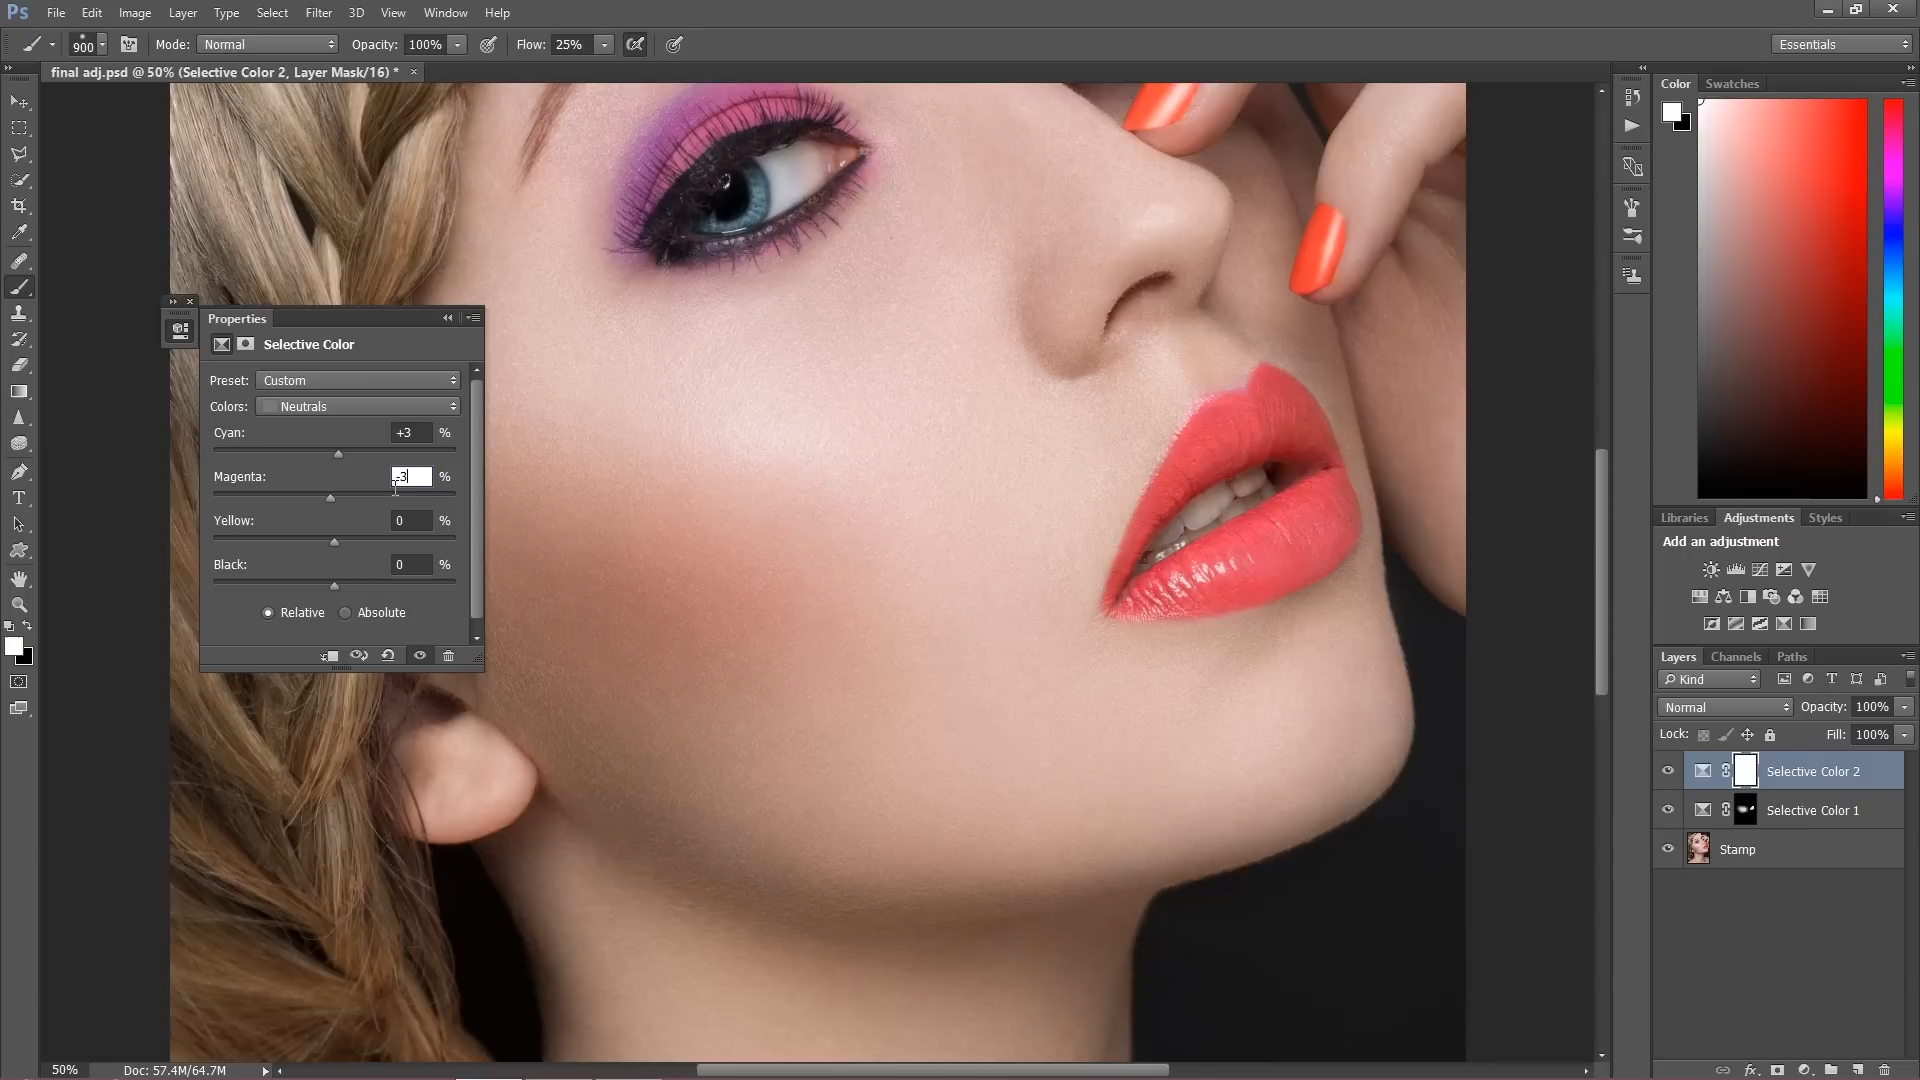 Ps File Edit Image Layer Type Select Filter 3D View Window Help
900 Mode: Normal Opacity: 100% Flow: 25% Essentials
final adj.psd @ 50% (Selective Color 2, Layer Mask/16) * ×
Color Swatches
Properties
Selective Color
Preset: Custom
Colors: Neutrals
Cyan: +3 %
Magenta: -3 %
Yellow: 0 %
Black: 0 %
Relative Absolute
Libraries Adjustments Styles
Add an adjustment
Layers Channels Paths
Kind T
Normal Opacity: 100%
Lock: Fill: 100%
Selective Color 2
Selective Color 1
Stamp
50% Doc: 57.4M/64.7M
fx